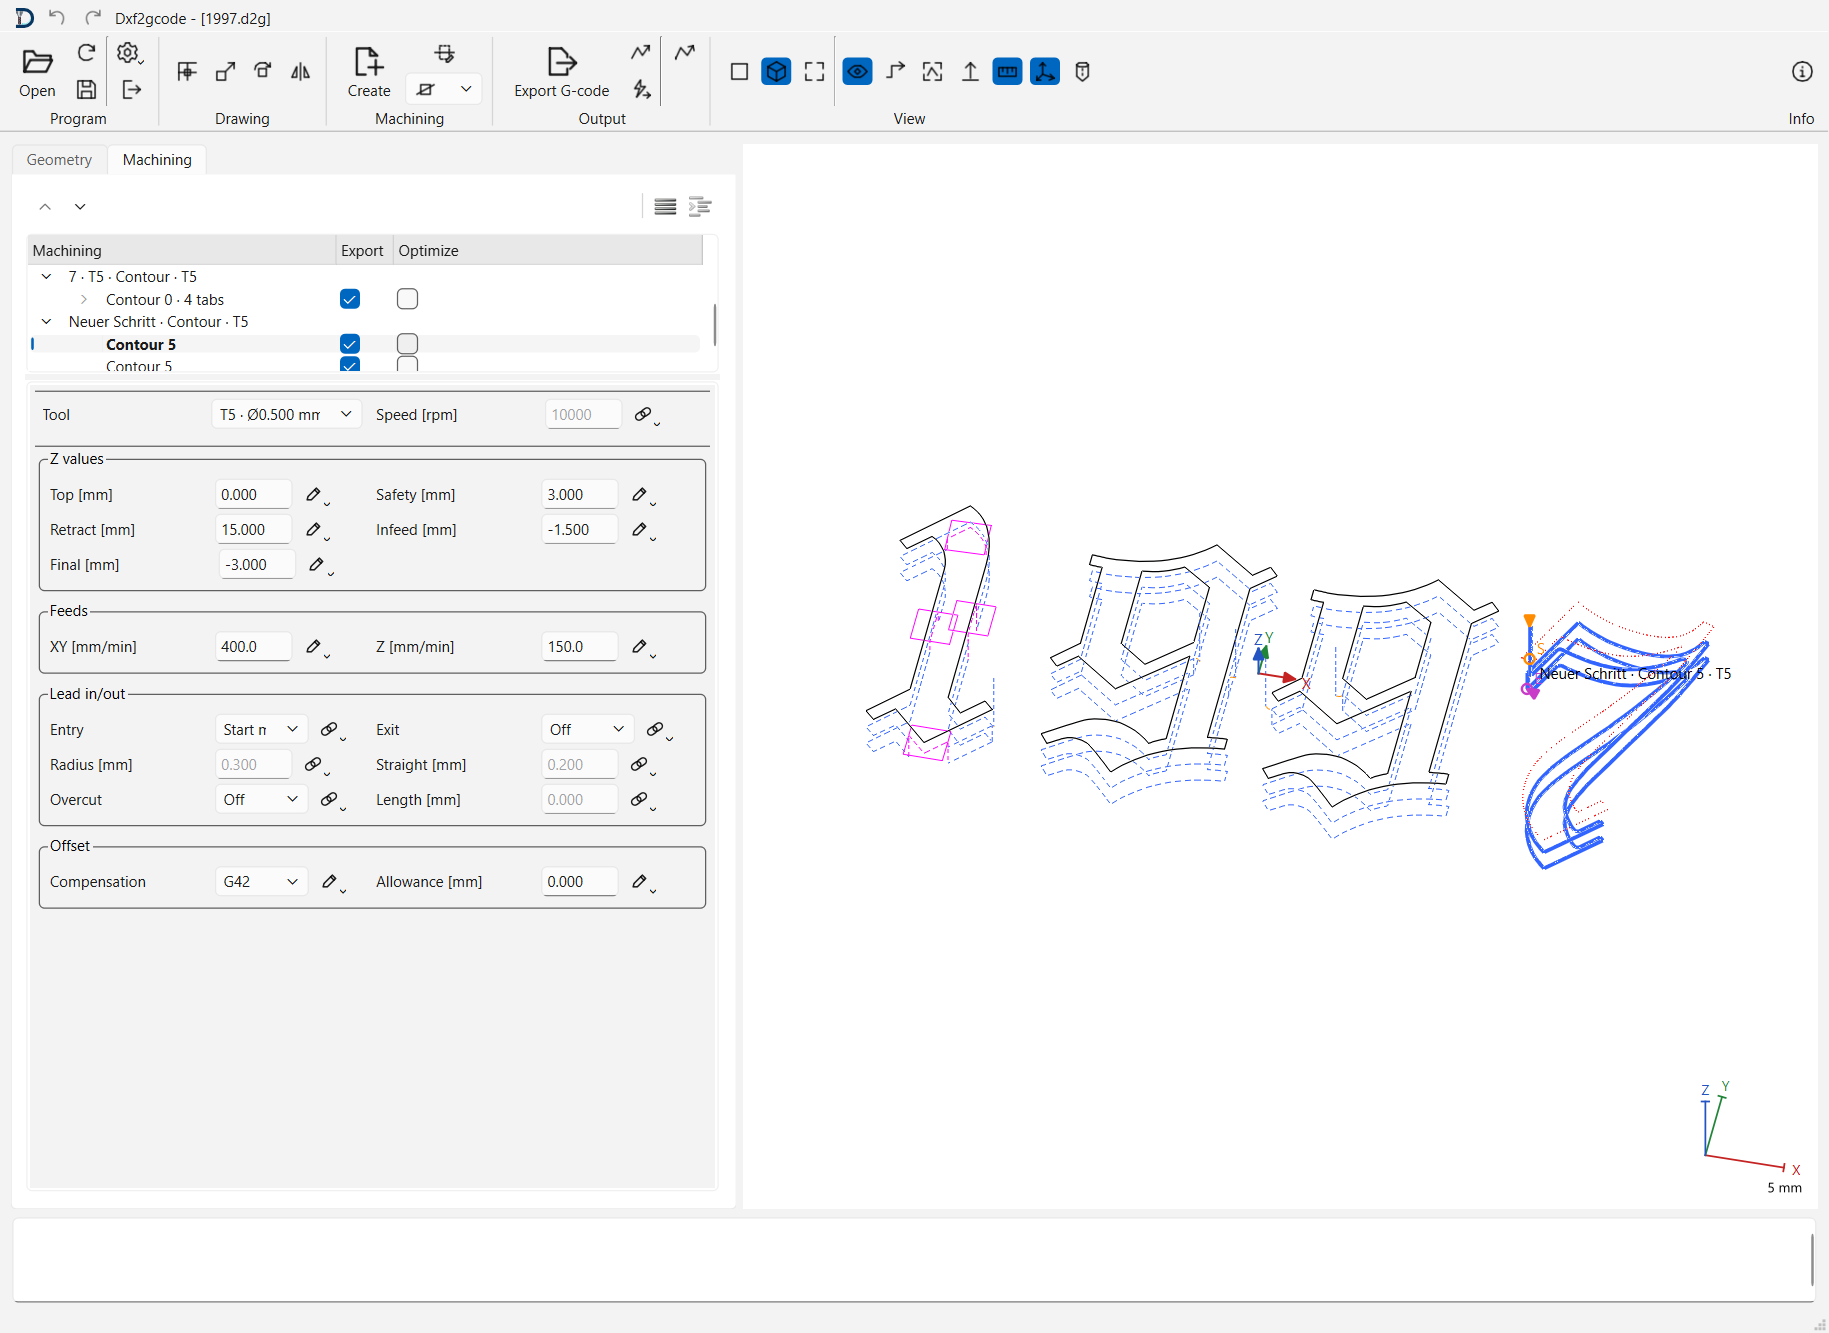 Dxf2gcode - [1997.d2g]
Open
Create
Export G-code
Program
Drawing
Machining
Output
View
Info
Geometry
Machining
Machining Export Optimize
7 · T5 · Contour · T5
Contour 0 · 4 tabs
Neuer Schritt · Contour · T5
Contour 5
Contour 5
Tool T5 · Ø0.500 mm Speed [rpm] 10000
Z values
Top [mm] 0.000 Safety [mm] 3.000
Retract [mm] 15.000 Infeed [mm] -1.500
Final [mm] -3.000
Feeds
XY [mm/min] 400.0 Z [mm/min] 150.0
Lead in/out
Entry Start Exit Off
Radius [mm] 0.300 Straight [mm] 0.200
Overcut Off Length [mm] 0.000
Offset
Compensation G42 Allowance [mm] 0.000
1997
Z Y
X
S
Neuer Schritt · Contour 5 · T5
Z Y
X
5 mm